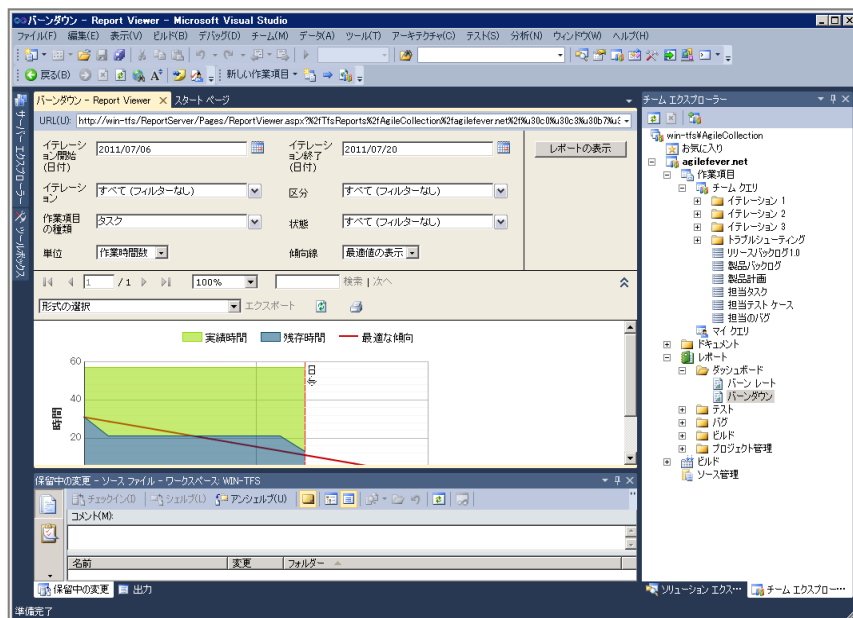 バーンダウン - Report Viewer - Microsoft Visual Studio
ファイル(F) 編集(E) 表示(V) ビルド(B) デバッグ(D) チーム(M) データ(A) ツール(T) アーキテクチャ(C) テスト(S) 分析(N) ウィンドウ(W) ヘルプ(H)
戻る(B) 新しい作業項目
サーバー エクスプローラー
ツールボックス
バーンダウン - Report Viewer × スタート ページ
URL(U): http://win-tfs/ReportServer/Pages/ReportViewer.aspx?%2fTfsReports%2fAgileCollection%2fagilefever.net%2f%u30c0%u30c3%u30b7%u3
イテレーション開始(日付) 2011/07/06 イテレーション終了(日付) 2011/07/20 レポートの表示
イテレーション すべて (フィルターなし) 区分 すべて (フィルターなし)
作業項目の種類 タスク 状態 すべて (フィルターなし)
単位 作業時間数 傾向線 最適値の表示
1 / 1 100% 検索 | 次へ
形式の選択 エクスポート
実績時間 残存時間 最適な傾向
60
40
20
時間
今日
保留中の変更 - ソース ファイル - ワークスペース: WIN-TFS
チェックイン(I) シェルブ(L) アンシェルブ(U)
コメント(M):
名前 変更 フォルダー
保留中の変更 出力
準備完了
チーム エクスプローラー
win-tfs¥AgileCollection
お気に入り
agilefever.net
作業項目
チーム クエリ
イテレーション 1
イテレーション 2
イテレーション 3
トラブルシューティング
リリースバックログ1.0
製品バックログ
製品計画
担当タスク
担当テスト ケース
担当のバグ
マイ クエリ
ドキュメント
レポート
ダッシュボード
バーン レート
バーンダウン
テスト
バグ
ビルド
プロジェクト管理
ビルド
ソース管理
ソリューション エクス… チーム エクスプロー…